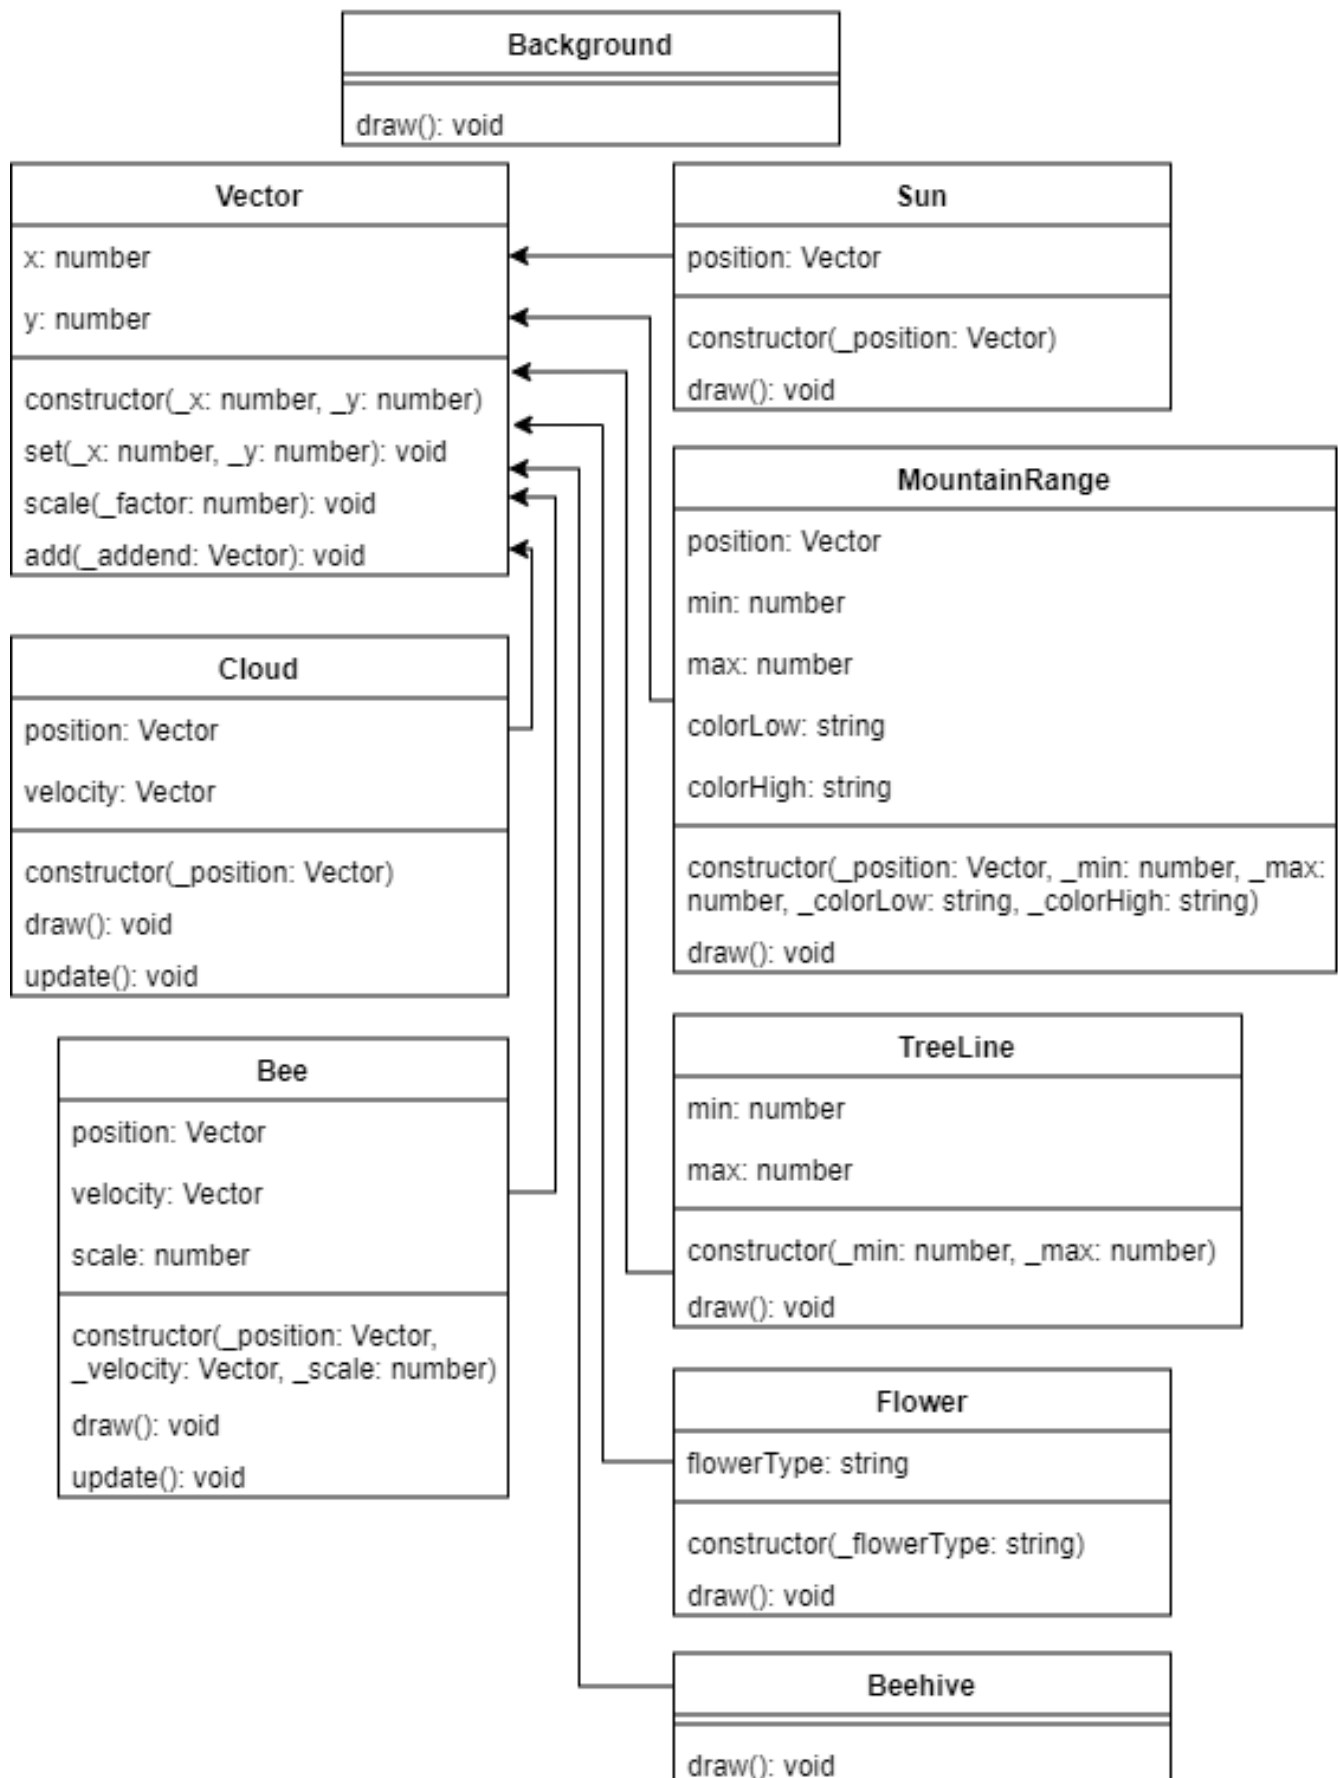 Background
draw(): void
Vector
x: number
y: number
constructor(_x: number, _y: number)
set(_x: number, _y: number): void
scale(_factor: number): void
add(_addend: Vector): void
Sun
position: Vector
constructor(_position: Vector)
draw(): void
MountainRange
position: Vector
min: number
max: number
colorLow: string
colorHigh: string
constructor(_position: Vector, _min: number, _max:
number, _colorLow: string, _colorHigh: string)
draw(): void
Cloud
position: Vector
velocity: Vector
constructor(_position: Vector)
draw(): void
update(): void
Bee
position: Vector
velocity: Vector
scale: number
constructor(_position: Vector,
_velocity: Vector, _scale: number)
draw(): void
update(): void
TreeLine
min: number
max: number
constructor(_min: number, _max: number)
draw(): void
Flower
flowerType: string
constructor(_flowerType: string)
draw(): void
Beehive
draw(): void